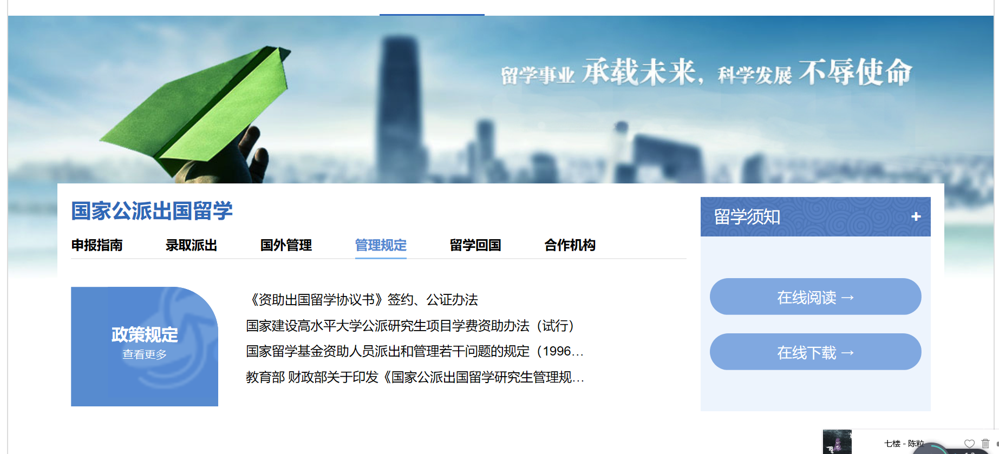 留学事业 承载未来，科学发展 不辱使命
国家公派出国留学
申报指南 录取派出 国外管理 管理规定 留学回国 合作机构
政策规定
查看更多
《资助出国留学协议书》签约、公证办法
国家建设高水平大学公派研究生项目学费资助办法（试行）
国家留学基金资助人员派出和管理若干问题的规定（1996...
教育部 财政部关于印发《国家公派出国留学研究生管理规...
留学须知 +
在线阅读 →
在线下载 →
七楼 - 陈粒